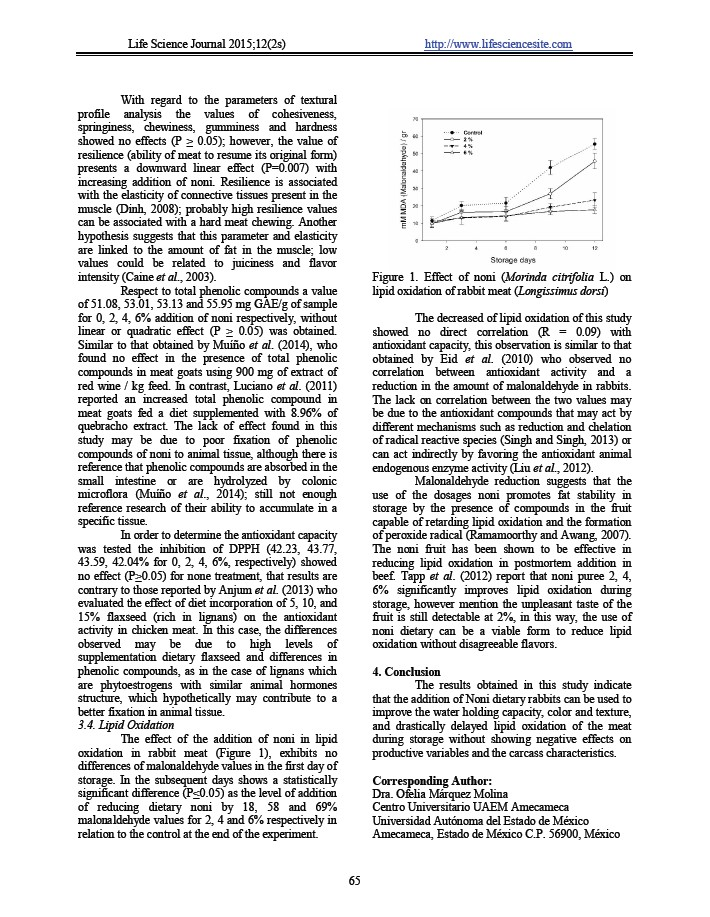 Life Science Journal 2015;12(2s) http://www.lifesciencesite.com
With regard to the parameters of textural
profile analysis the values of cohesiveness,
springiness, chewiness, gumminess and hardness
showed no effects (P ≥ 0.05); however, the value of
resilience (ability of meat to resume its original form)
presents a downward linear effect (P=0.007) with
increasing addition of noni. Resilience is associated
with the elasticity of connective tissues present in the
muscle (Dinh, 2008); probably high resilience values
can be associated with a hard meat chewing. Another
hypothesis suggests that this parameter and elasticity
are linked to the amount of fat in the muscle; low
values could be related to juiciness and flavor
intensity (Caine et al., 2003).
Respect to total phenolic compounds a value
of 51.08, 53.01, 53.13 and 55.95 mg GAE/g of sample
for 0, 2, 4, 6% addition of noni respectively, without
linear or quadratic effect (P ≥ 0.05) was obtained.
Similar to that obtained by Muíño et al. (2014), who
found no effect in the presence of total phenolic
compounds in meat goats using 900 mg of extract of
red wine / kg feed. In contrast, Luciano et al. (2011)
reported an increased total phenolic compound in
meat goats fed a diet supplemented with 8.96% of
quebracho extract. The lack of effect found in this
study may be due to poor fixation of phenolic
compounds of noni to animal tissue, although there is
reference that phenolic compounds are absorbed in the
small intestine or are hydrolyzed by colonic
microflora (Muíño et al., 2014); still not enough
reference research of their ability to accumulate in a
specific tissue.
In order to determine the antioxidant capacity
was tested the inhibition of DPPH (42.23, 43.77,
43.59, 42.04% for 0, 2, 4, 6%, respectively) showed
no effect (P≥0.05) for none treatment, that results are
contrary to those reported by Anjum et al. (2013) who
evaluated the effect of diet incorporation of 5, 10, and
15% flaxseed (rich in lignans) on the antioxidant
activity in chicken meat. In this case, the differences
observed may be due to high levels of
supplementation dietary flaxseed and differences in
phenolic compounds, as in the case of lignans which
are phytoestrogens with similar animal hormones
structure, which hypothetically may contribute to a
better fixation in animal tissue.
3.4. Lipid Oxidation
The effect of the addition of noni in lipid
oxidation in rabbit meat (Figure 1), exhibits no
differences of malonaldehyde values in the first day of
storage. In the subsequent days shows a statistically
significant difference (P≤0.05) as the level of addition
of reducing dietary noni by 18, 58 and 69%
malonaldehyde values for 2, 4 and 6% respectively in
relation to the control at the end of the experiment.
mM MDA (Malonaldehyde) / gr
70
60
50
40
30
20
10
0
Control
2 %
4 %
6 %
2 4 6 8 10 12
Storage days
Figure 1. Effect of noni (Morinda citrifolia L.) on
lipid oxidation of rabbit meat (Longissimus dorsi)
The decreased of lipid oxidation of this study
showed no direct correlation (R = 0.09) with
antioxidant capacity, this observation is similar to that
obtained by Eid et al. (2010) who observed no
correlation between antioxidant activity and a
reduction in the amount of malonaldehyde in rabbits.
The lack on correlation between the two values may
be due to the antioxidant compounds that may act by
different mechanisms such as reduction and chelation
of radical reactive species (Singh and Singh, 2013) or
can act indirectly by favoring the antioxidant animal
endogenous enzyme activity (Liu et al., 2012).
Malonaldehyde reduction suggests that the
use of the dosages noni promotes fat stability in
storage by the presence of compounds in the fruit
capable of retarding lipid oxidation and the formation
of peroxide radical (Ramamoorthy and Awang, 2007).
The noni fruit has been shown to be effective in
reducing lipid oxidation in postmortem addition in
beef. Tapp et al. (2012) report that noni puree 2, 4,
6% significantly improves lipid oxidation during
storage, however mention the unpleasant taste of the
fruit is still detectable at 2%, in this way, the use of
noni dietary can be a viable form to reduce lipid
oxidation without disagreeable flavors.
4. Conclusion
The results obtained in this study indicate
that the addition of Noni dietary rabbits can be used to
improve the water holding capacity, color and texture,
and drastically delayed lipid oxidation of the meat
during storage without showing negative effects on
productive variables and the carcass characteristics.
Corresponding Author:
Dra. Ofelia Márquez Molina
Centro Universitario UAEM Amecameca
Universidad Autónoma del Estado de México
Amecameca, Estado de México C.P. 56900, México
65